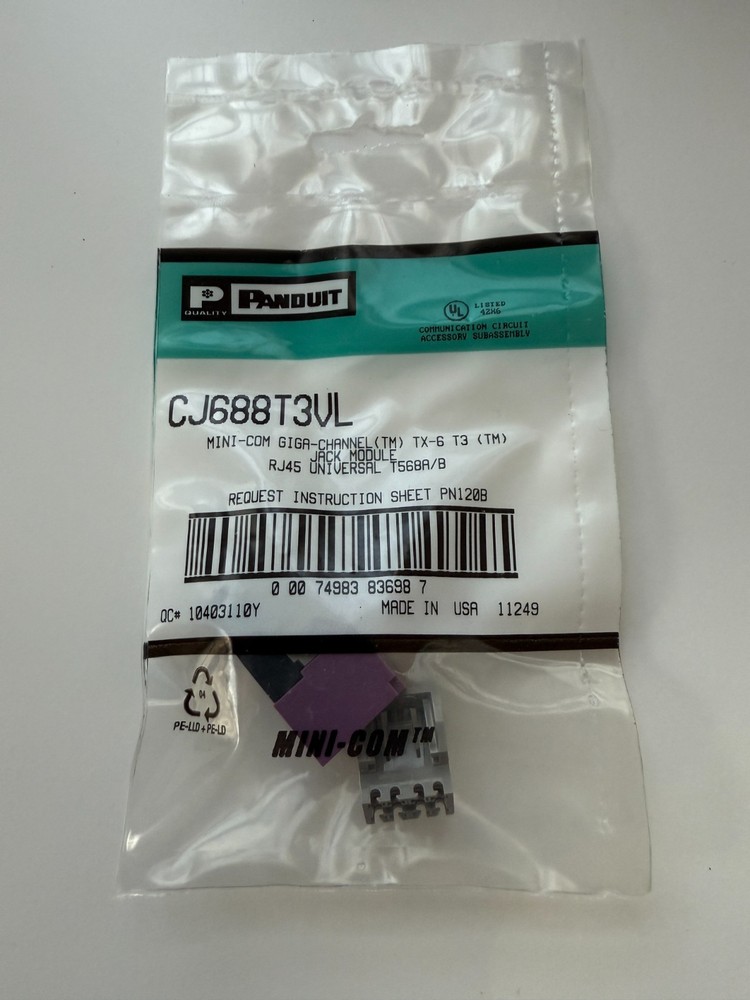 P PANDUIT
QUALITY
UL LISTED
42H6
COMMUNICATION CIRCUIT
ACCESSORY SUBASSEMBLY
CJ688T3VL
MINI-COM GIGA-CHANNEL(TM) TX-6 T3 (TM)
JACK MODULE
RJ45 UNIVERSAL T568A/B
REQUEST INSTRUCTION SHEET PN120B
0 00 74983 83698 7
QC# 10403110Y MADE IN USA 11249
04
PE-LLD+PE-LD
MINI-COM™